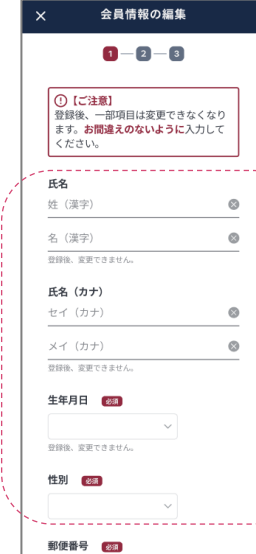 会員情報の編集
1 2 3
【ご注意】
登録後、一部項目は変更できなくなり
ます。お間違えのないように入力して
ください。
氏名
姓（漢字）
名（漢字）
登録後、変更できません。
氏名（カナ）
セイ（カナ）
メイ（カナ）
登録後、変更できません。
生年月日 必須
登録後、変更できません。
性別 必須
郵便番号 必須